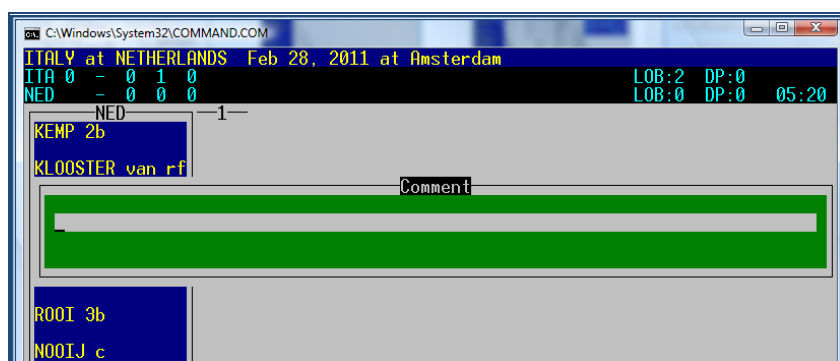 C:\Windows\System32\COMMAND.COM
ITALY at NETHERLANDS Feb 28, 2011 at Amsterdam
ITA 0 - 0 1 0 LOB:2 DP:0
NED - 0 0 0 LOB:0 DP:0 05:20
NED 1
KEMP 2b
KLOOSTER van rf
Comment
ROOI 3b
NOOIJ c